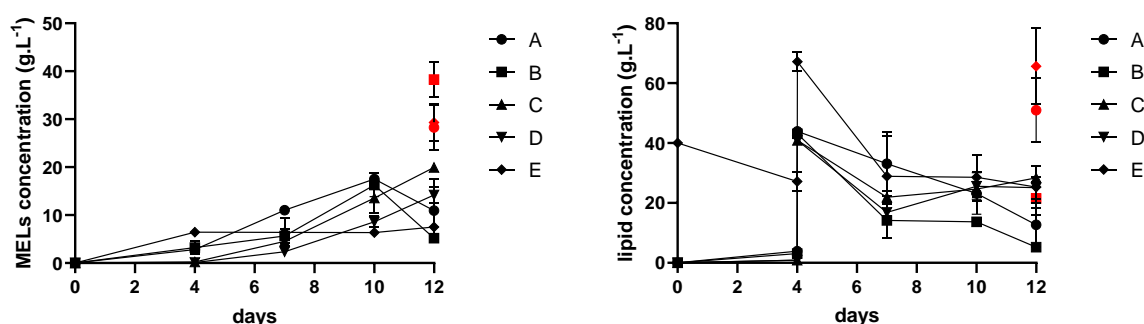 MELs concentration (g.L-1)
50
40
30
20
10
0
0 2 4 6 8 10 12
days
A
B
C
D
E
lipid concentration (g.L-1)
80
60
40
20
0
0 2 4 6 8 10 12
days
A
B
C
D
E